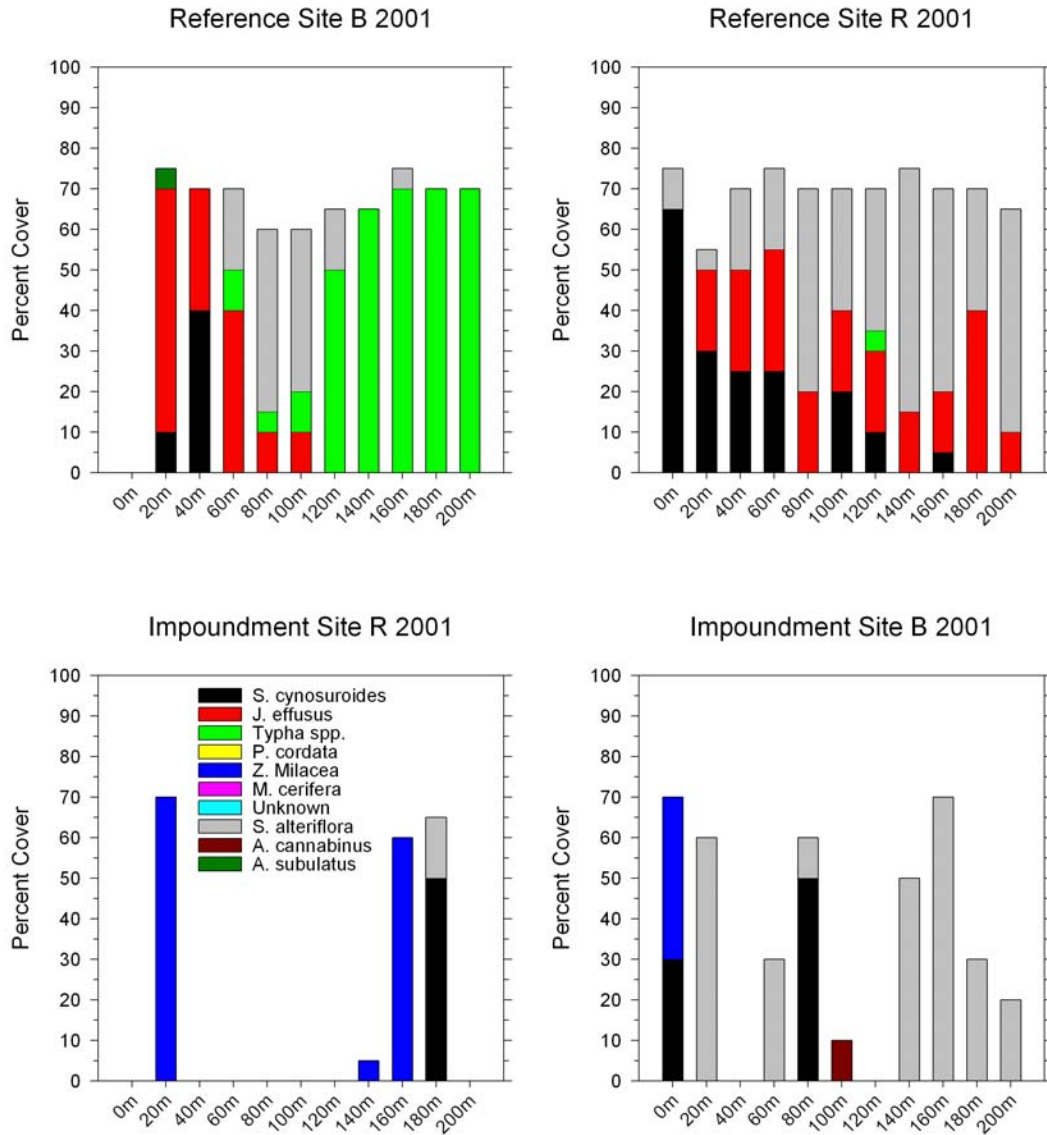 Reference Site B 2001
Reference Site R 2001
Percent Cover
100
90
80
70
60
50
40
30
20
10
0
0m 20m 40m 60m 80m 100m 120m 140m 160m 180m 200m
Percent Cover
100
90
80
70
60
50
40
30
20
10
0
0m 20m 40m 60m 80m 100m 120m 140m 160m 180m 200m
Impoundment Site R 2001
Impoundment Site B 2001
Percent Cover
100
90
80
70
60
50
40
30
20
10
0
S. cynosuroides
J. effusus
Typha spp.
P. cordata
Z. Milacea
M. cerifera
Unknown
S. alteriflora
A. cannabinus
A. subulatus
0m 20m 40m 60m 80m 100m 120m 140m 160m 180m 200m
Percent Cover
100
90
80
70
60
50
40
30
20
10
0
0m 20m 40m 60m 80m 100m 120m 140m 160m 180m 200m